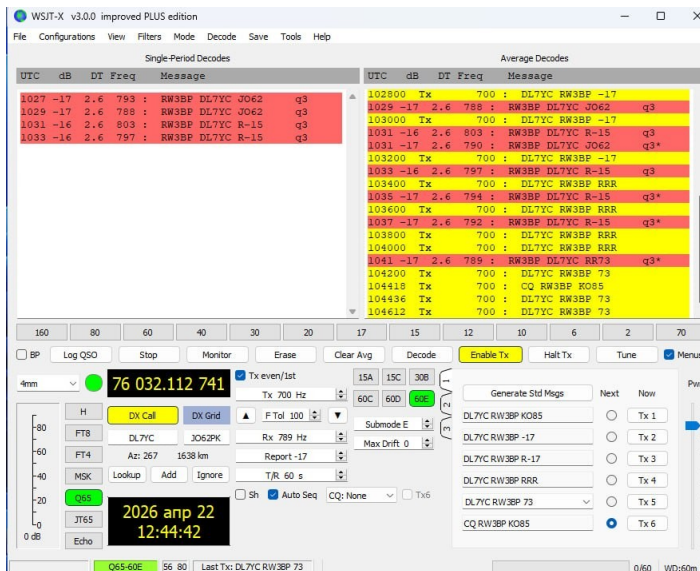 WSJT-X v3.0.0 improved PLUS edition
File Configurations View Filters Mode Decode Save Tools Help
Single-Period Decodes
UTC dB DT Freq Message
1027 -17 2.6 793 : RW3BP DL7YC JO62 q3
1029 -17 2.6 788 : RW3BP DL7YC JO62 q3
1031 -16 2.6 803 : RW3BP DL7YC R-15 q3
1033 -16 2.6 797 : RW3BP DL7YC R-15 q3
Average Decodes
UTC dB DT Freq Message
102800 Tx 700 : DL7YC RW3BP -17
1029 -17 2.6 788 : RW3BP DL7YC JO62 q3
103000 Tx 700 : DL7YC RW3BP -17
1031 -16 2.6 803 : RW3BP DL7YC R-15 q3
1031 -17 2.6 790 : RW3BP DL7YC JO62 q3*
103200 Tx 700 : DL7YC RW3BP -17
1033 -16 2.6 797 : RW3BP DL7YC R-15 q3
103400 Tx 700 : DL7YC RW3BP RRR
1035 -17 2.6 794 : RW3BP DL7YC R-15 q3*
103600 Tx 700 : DL7YC RW3BP RRR
1037 -17 2.6 792 : RW3BP DL7YC R-15 q3*
103800 Tx 700 : DL7YC RW3BP RRR
104000 Tx 700 : DL7YC RW3BP RRR
1041 -17 2.6 789 : RW3BP DL7YC RR73 q3*
104200 Tx 700 : DL7YC RW3BP 73
104418 Tx 700 : CQ RW3BP KO85
104436 Tx 700 : DL7YC RW3BP 73
104612 Tx 700 : DL7YC RW3BP 73
160 80 60 40 30 20 17 15 12 10 6 2 70
BP Log QSO Stop Monitor Erase Clear Avg Decode Enable Tx Halt Tx Tune Menus
4mm 76 032.112 741 Tx even/1st 15A 15C 30B
Tx 700 Hz 60C 60D 60E
-80 -60 -40 -20 0
0 dB
H FT8 FT4 MSK Q65 JT65 Echo
DX Call DX Grid
DL7YC JO62PK
Az: 267 1638 km
Lookup Add Ignore
2026 апр 22
12:44:42
F Tol 100
Rx 789 Hz
Report -17
T/R 60 s
Submode E
Max Drift 0
Sh Auto Seq CQ: None Tx6
1 2 3
Generate Std Msgs Next Now Pwr
DL7YC RW3BP KO85 Tx 1
DL7YC RW3BP -17 Tx 2
DL7YC RW3BP R-17 Tx 3
DL7YC RW3BP RRR Tx 4
DL7YC RW3BP 73 Tx 5
CQ RW3BP KO85 Tx 6
Q65-60E 56 80 Last Tx: DL7YC RW3BP 73 0/60 WD:60m